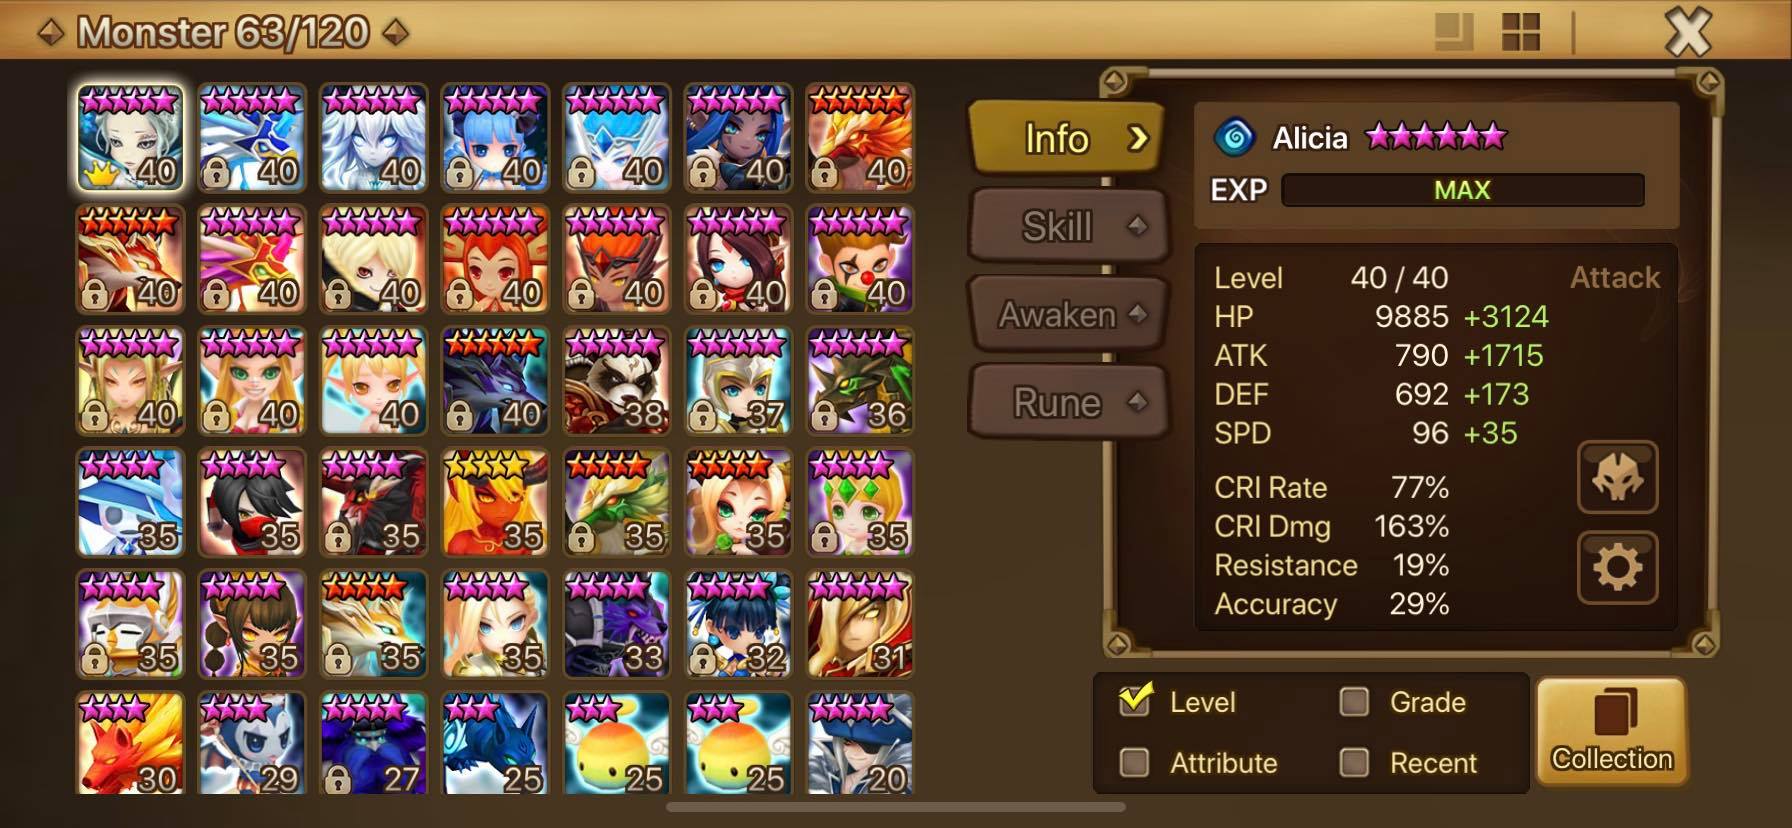 Monster 63/120
40 40 40 40 40 40 40
40 40 40 40 40 40 40
40 40 40 40 38 37 36
35 35 35 35 35 35 35
35 35 35 35 33 32 31
30 29 27 25 25 25 20
Info
Skill
Awaken
Rune
Alicia
EXP MAX
Level 40 / 40 Attack
HP 9885 +3124
ATK 790 +1715
DEF 692 +173
SPD 96 +35
CRI Rate 77%
CRI Dmg 163%
Resistance 19%
Accuracy 29%
Level Grade
Attribute Recent
Collection